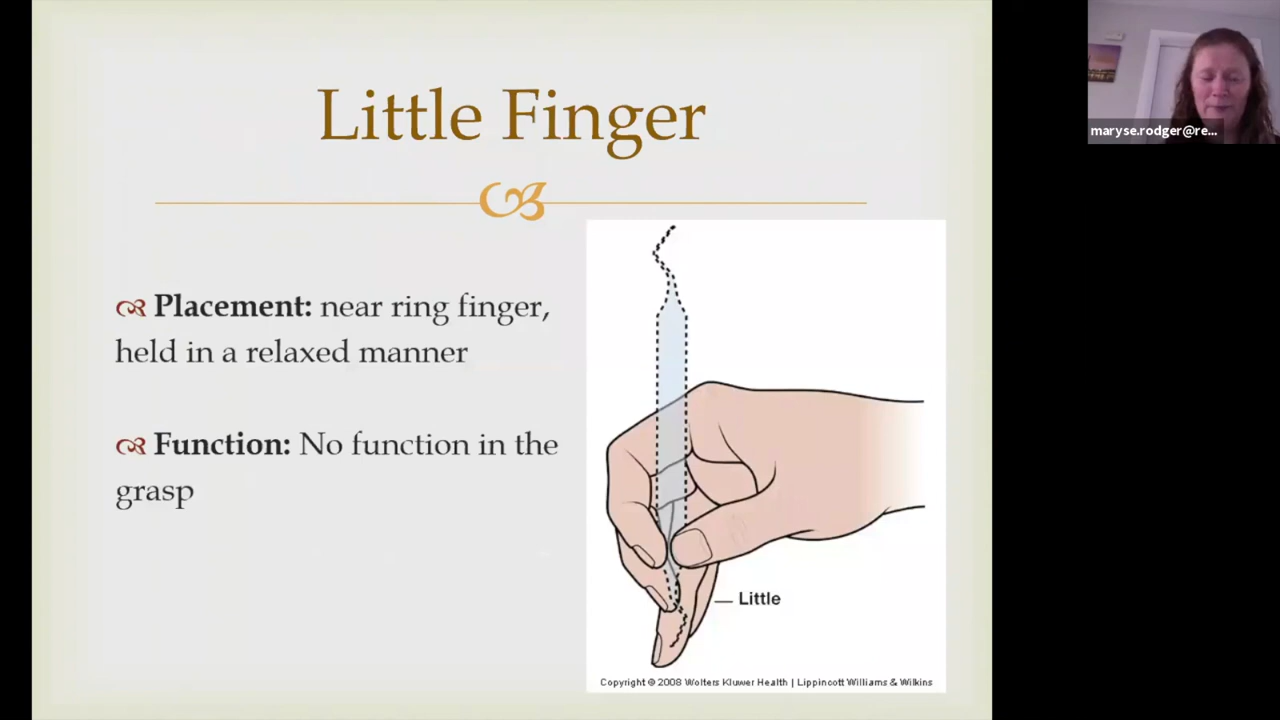 Little Finger
Placement: near ring finger,
held in a relaxed manner
Function: No function in the
grasp
Little
Copyright © 2008 Wolters Kluwer Health | Lippincott Williams & Wilkins
maryse.rodger@re...